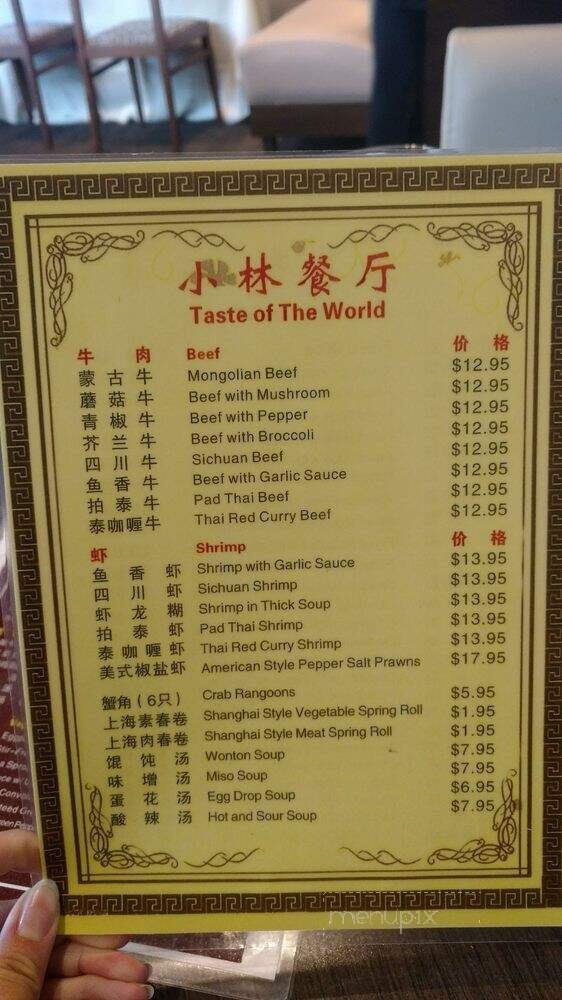 小林餐厅
Taste of The World
牛 肉 Beef 价 格
蒙 古 牛 Mongolian Beef $12.95
蘑 菇 牛 Beef with Mushroom $12.95
青 椒 牛 Beef with Pepper $12.95
芥 兰 牛 Beef with Broccoli $12.95
四 川 牛 Sichuan Beef $12.95
鱼 香 牛 Beef with Garlic Sauce $12.95
拍 泰 牛 Pad Thai Beef $12.95
泰咖喱牛 Thai Red Curry Beef $12.95
虾 Shrimp 价 格
鱼 香 虾 Shrimp with Garlic Sauce $13.95
四 川 虾 Sichuan Shrimp $13.95
虾 龙 糊 Shrimp in Thick Soup $13.95
拍 泰 虾 Pad Thai Shrimp $13.95
泰 咖 喱 虾 Thai Red Curry Shrimp $13.95
美式椒盐虾 American Style Pepper Salt Prawns $17.95
蟹角 ( 6只 ) Crab Rangoons $5.95
上海素春卷 Shanghai Style Vegetable Spring Roll $1.95
上海肉春卷 Shanghai Style Meat Spring Roll $1.95
馄 饨 汤 Wonton Soup $7.95
味 增 汤 Miso Soup $7.95
蛋 花 汤 Egg Drop Soup $6.95
酸 辣 汤 Hot and Sour Soup $7.95
menupix